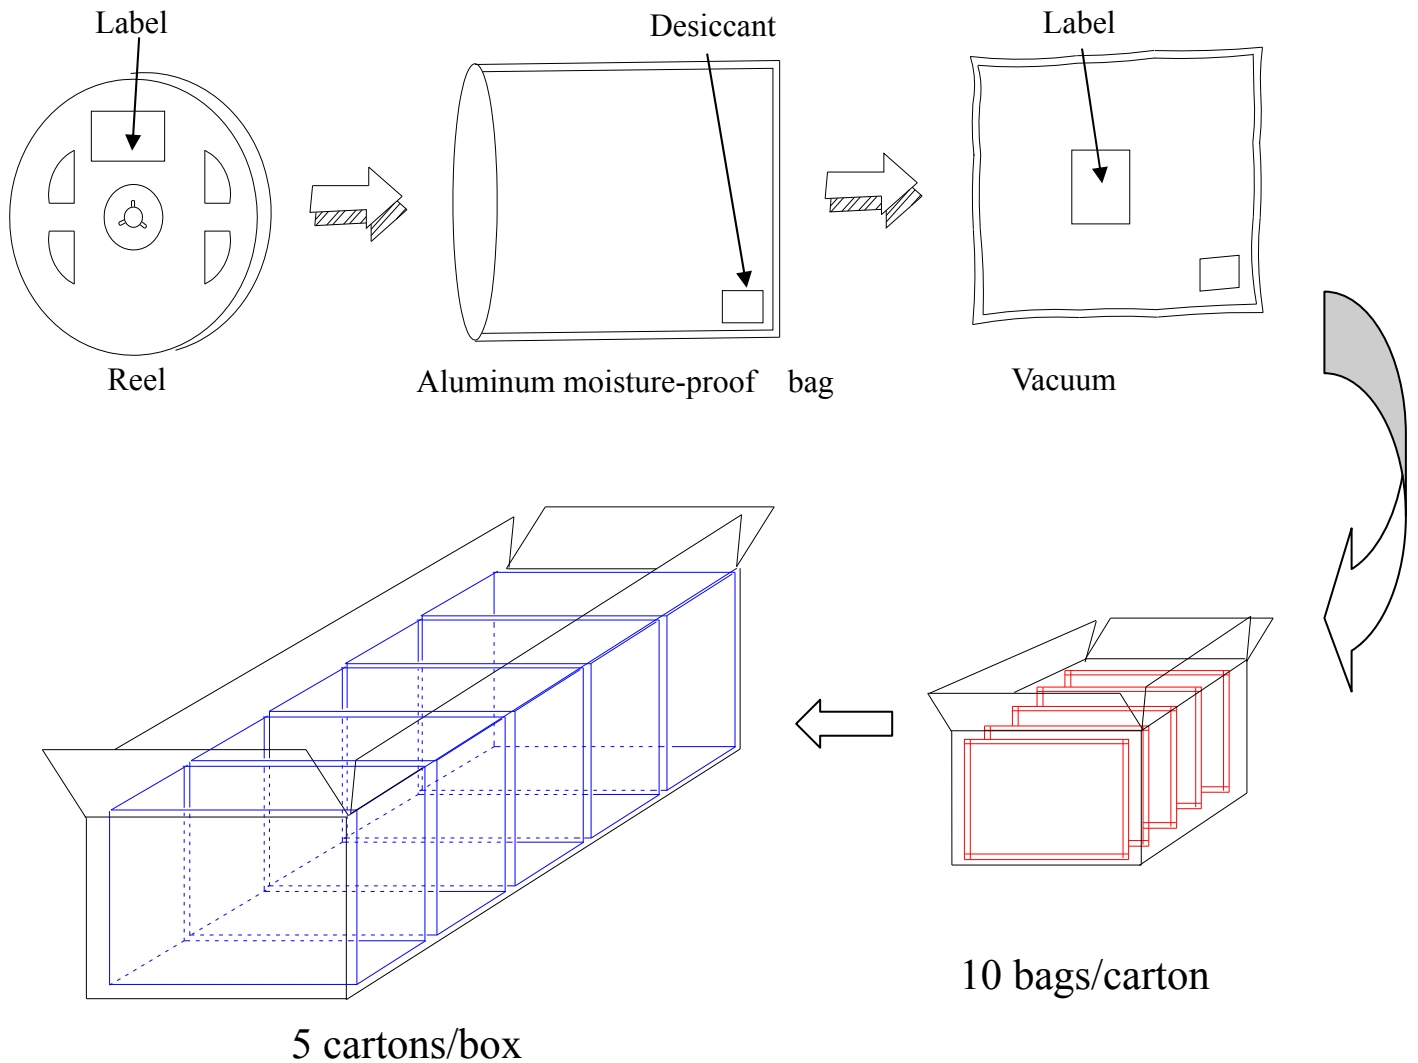 Label
Desiccant
Label
Reel
Aluminum moisture-proof bag
Vacuum
10 bags/carton
5 cartons/box